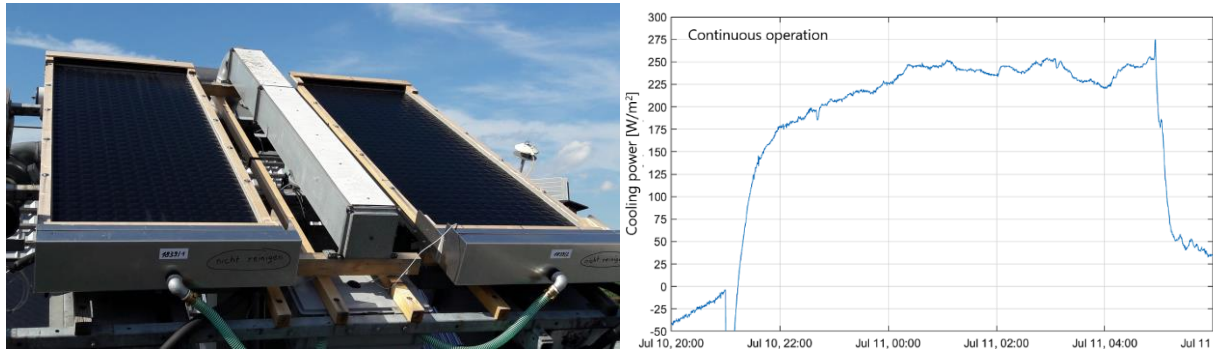 nicht reinigen
nicht reinigen
Continuous operation
Cooling power [W/m²]
300
275
250
225
200
175
150
125
100
75
50
25
0
-25
-50
Jul 10, 20:00
Jul 10, 22:00
Jul 11, 00:00
Jul 11, 02:00
Jul 11, 04:00
Jul 11